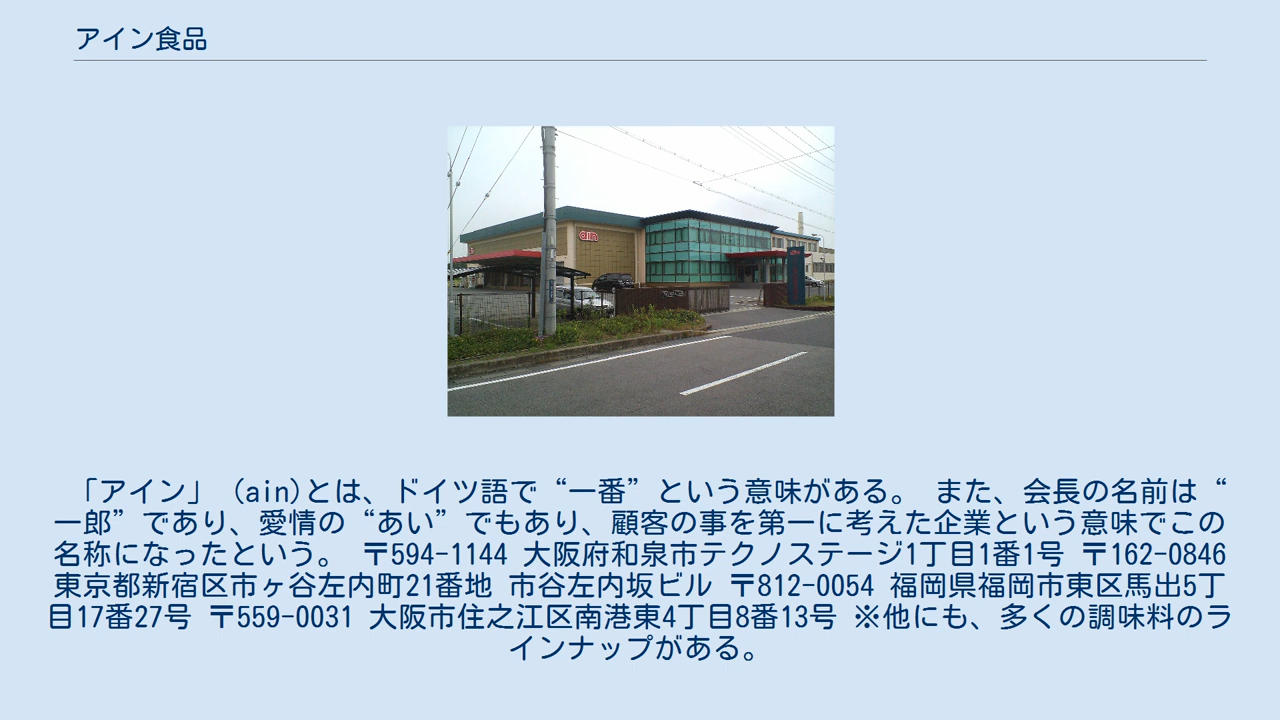 アイン食品
ain
「アイン」 (ain)とは、ドイツ語で“一番”という意味がある。 また、会長の名前は“
一郎”であり、愛情の“あい”でもあり、顧客の事を第一に考えた企業という意味でこの
名称になったという。 〒594-1144 大阪府和泉市テクノステージ1丁目1番1号 〒162-0846
東京都新宿区市ヶ谷左内町21番地 市谷左内坂ビル 〒812-0054 福岡県福岡市東区馬出5丁
目17番27号 〒559-0031 大阪市住之江区南港東4丁目8番13号 ※他にも、多くの調味料のラ
インナップがある。